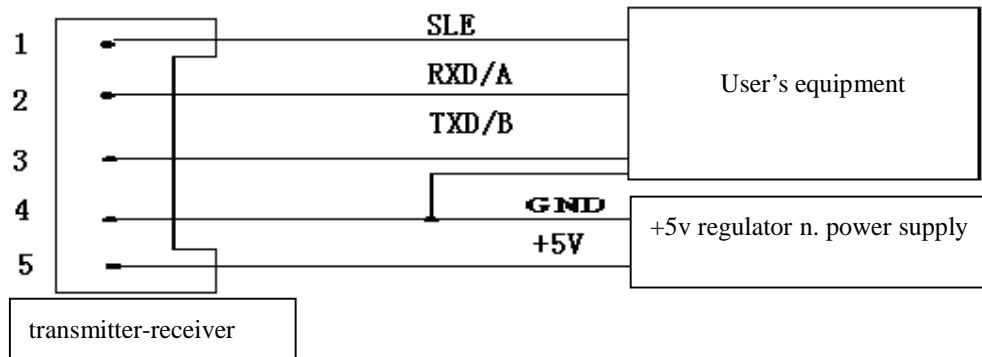 1
SLE
2
RXD/A
User's equipment
TXD/B
3
4
GND
+5v regulator n. power supply
+5V
5
transmitter-receiver